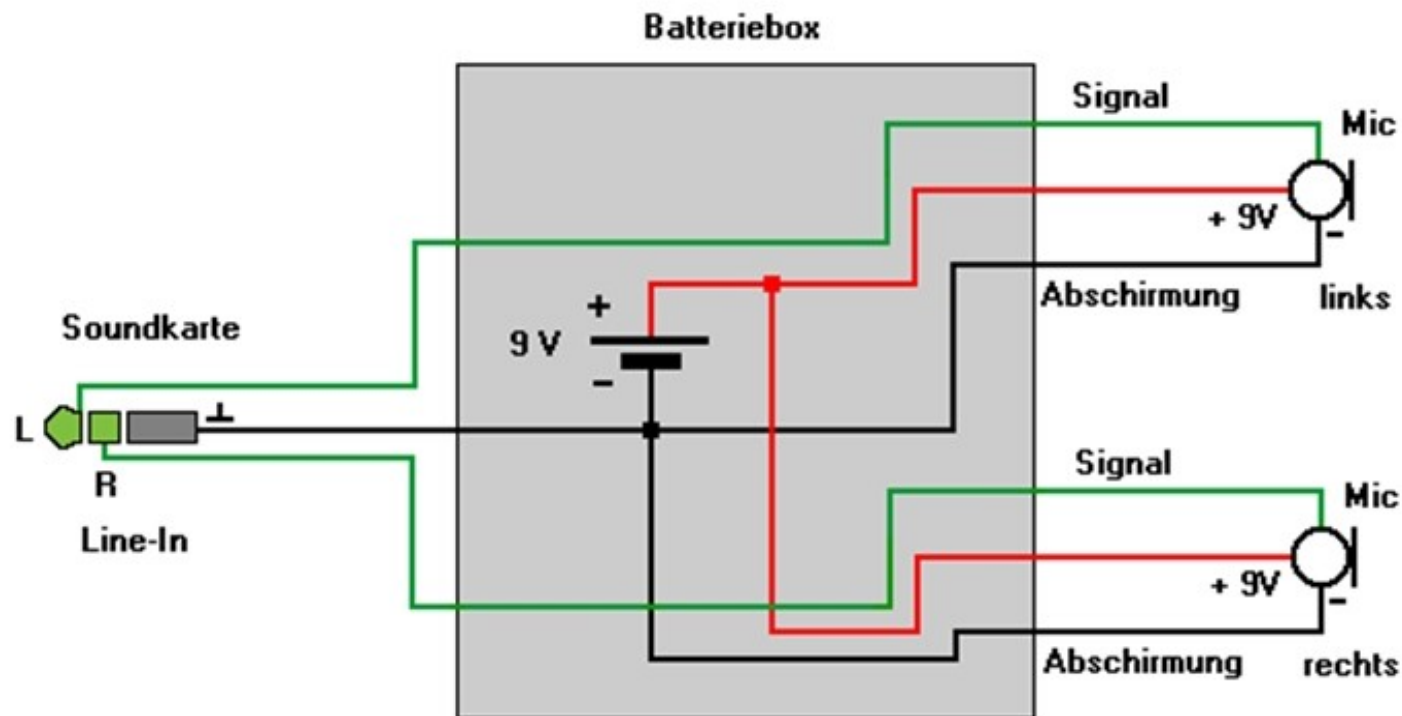 Batteriebox
Signal
Mic
+ 9V
-
Abschirmung
links
+
9 V
-
Soundkarte
L
R
Line-In
Signal
Mic
+ 9V
-
Abschirmung
rechts